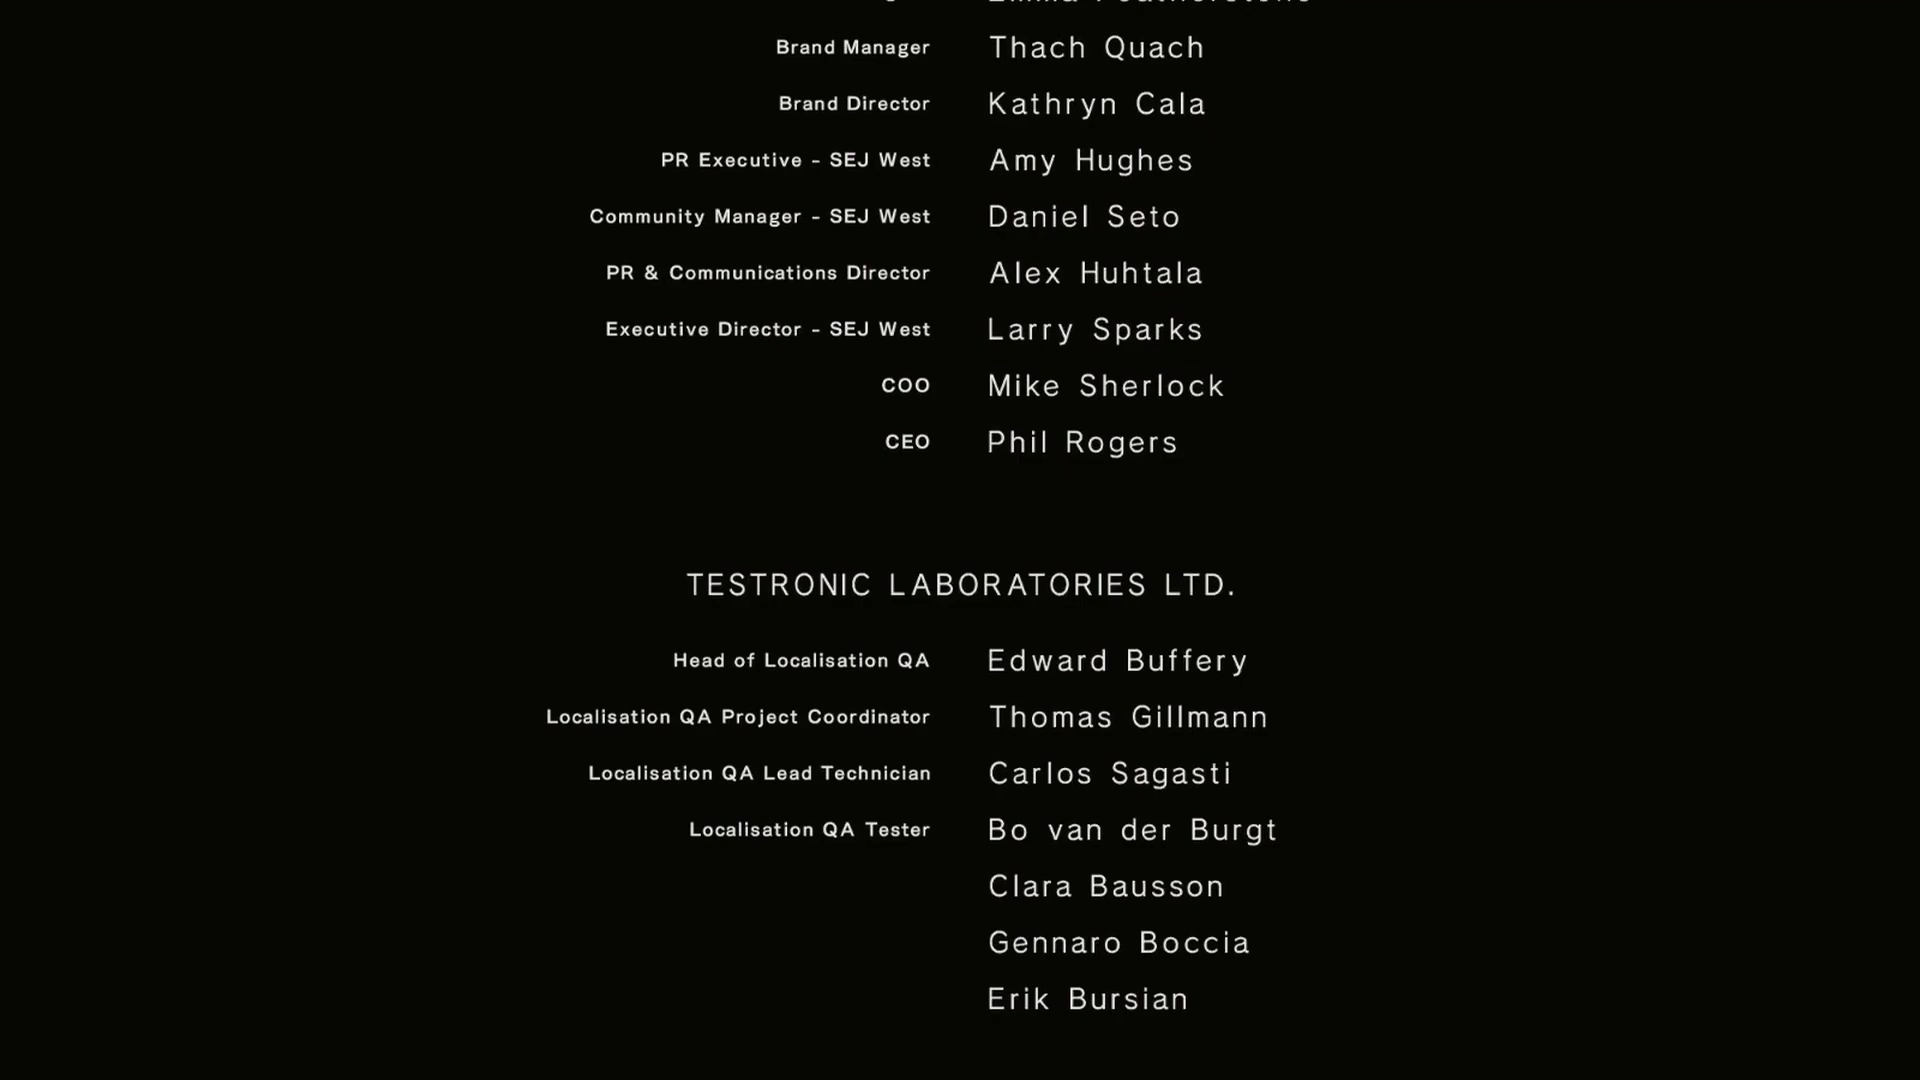 Brand Manager Thach Quach
Brand Director Kathryn Cala
PR Executive - SEJ West Amy Hughes
Community Manager - SEJ West Daniel Seto
PR & Communications Director Alex Huhtala
Executive Director - SEJ West Larry Sparks
COO Mike Sherlock
CEO Phil Rogers
TESTRONIC LABORATORIES LTD.
Head of Localisation QA Edward Buffery
Localisation QA Project Coordinator Thomas Gillmann
Localisation QA Lead Technician Carlos Sagasti
Localisation QA Tester Bo van der Burgt
Clara Bausson
Gennaro Boccia
Erik Bursian